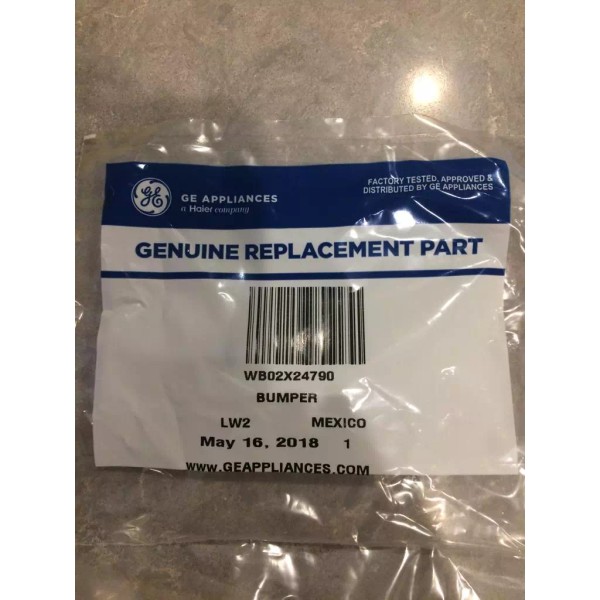 GE
GE APPLIANCES
a Haier company
FACTORY TESTED, APPROVED &
DISTRIBUTED BY GE APPLIANCES
GENUINE REPLACEMENT PART
WB02X24790
BUMPER
LW2 MEXICO
May 16, 2018 1
www.GEAPPLIANCES.COM